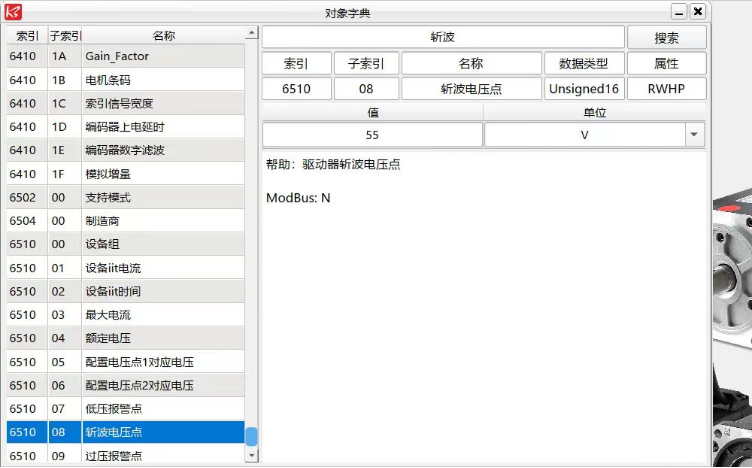 对象字典
索引 子索引 名称
6410 1A Gain_Factor
6410 1B 电机条码
6410 1C 索引信号宽度
6410 1D 编码器上电延时
6410 1E 编码器数字滤波
6410 1F 模拟增量
6502 00 支持模式
6504 00 制造商
6510 00 设备组
6510 01 设备iit电流
6510 02 设备iit时间
6510 03 最大电流
6510 04 额定电压
6510 05 配置电压点1对应电压
6510 06 配置电压点2对应电压
6510 07 低压报警点
6510 08 斩波电压点
6510 09 过压报警点
斩波 搜索
索引 子索引 名称 数据类型 属性
6510 08 斩波电压点 Unsigned16 RWHP
值 单位
55 V
帮助：驱动器斩波电压点
ModBus: N